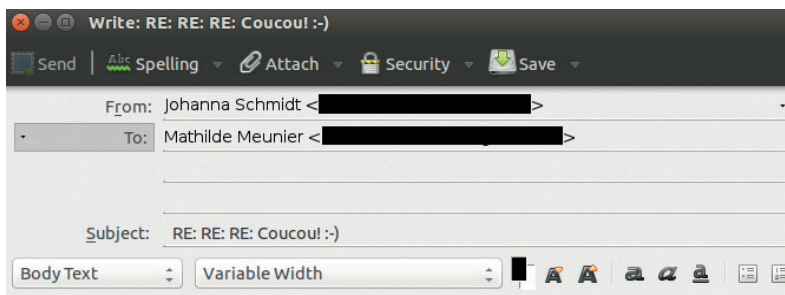 Write: RE: RE: RE: Coucou! :-)
Send Abc Spelling Attach Security Save
From: Johanna Schmidt < >
To: Mathilde Meunier < >
Subject: RE: RE: RE: Coucou! :-)
Body Text Variable Width A A a a a